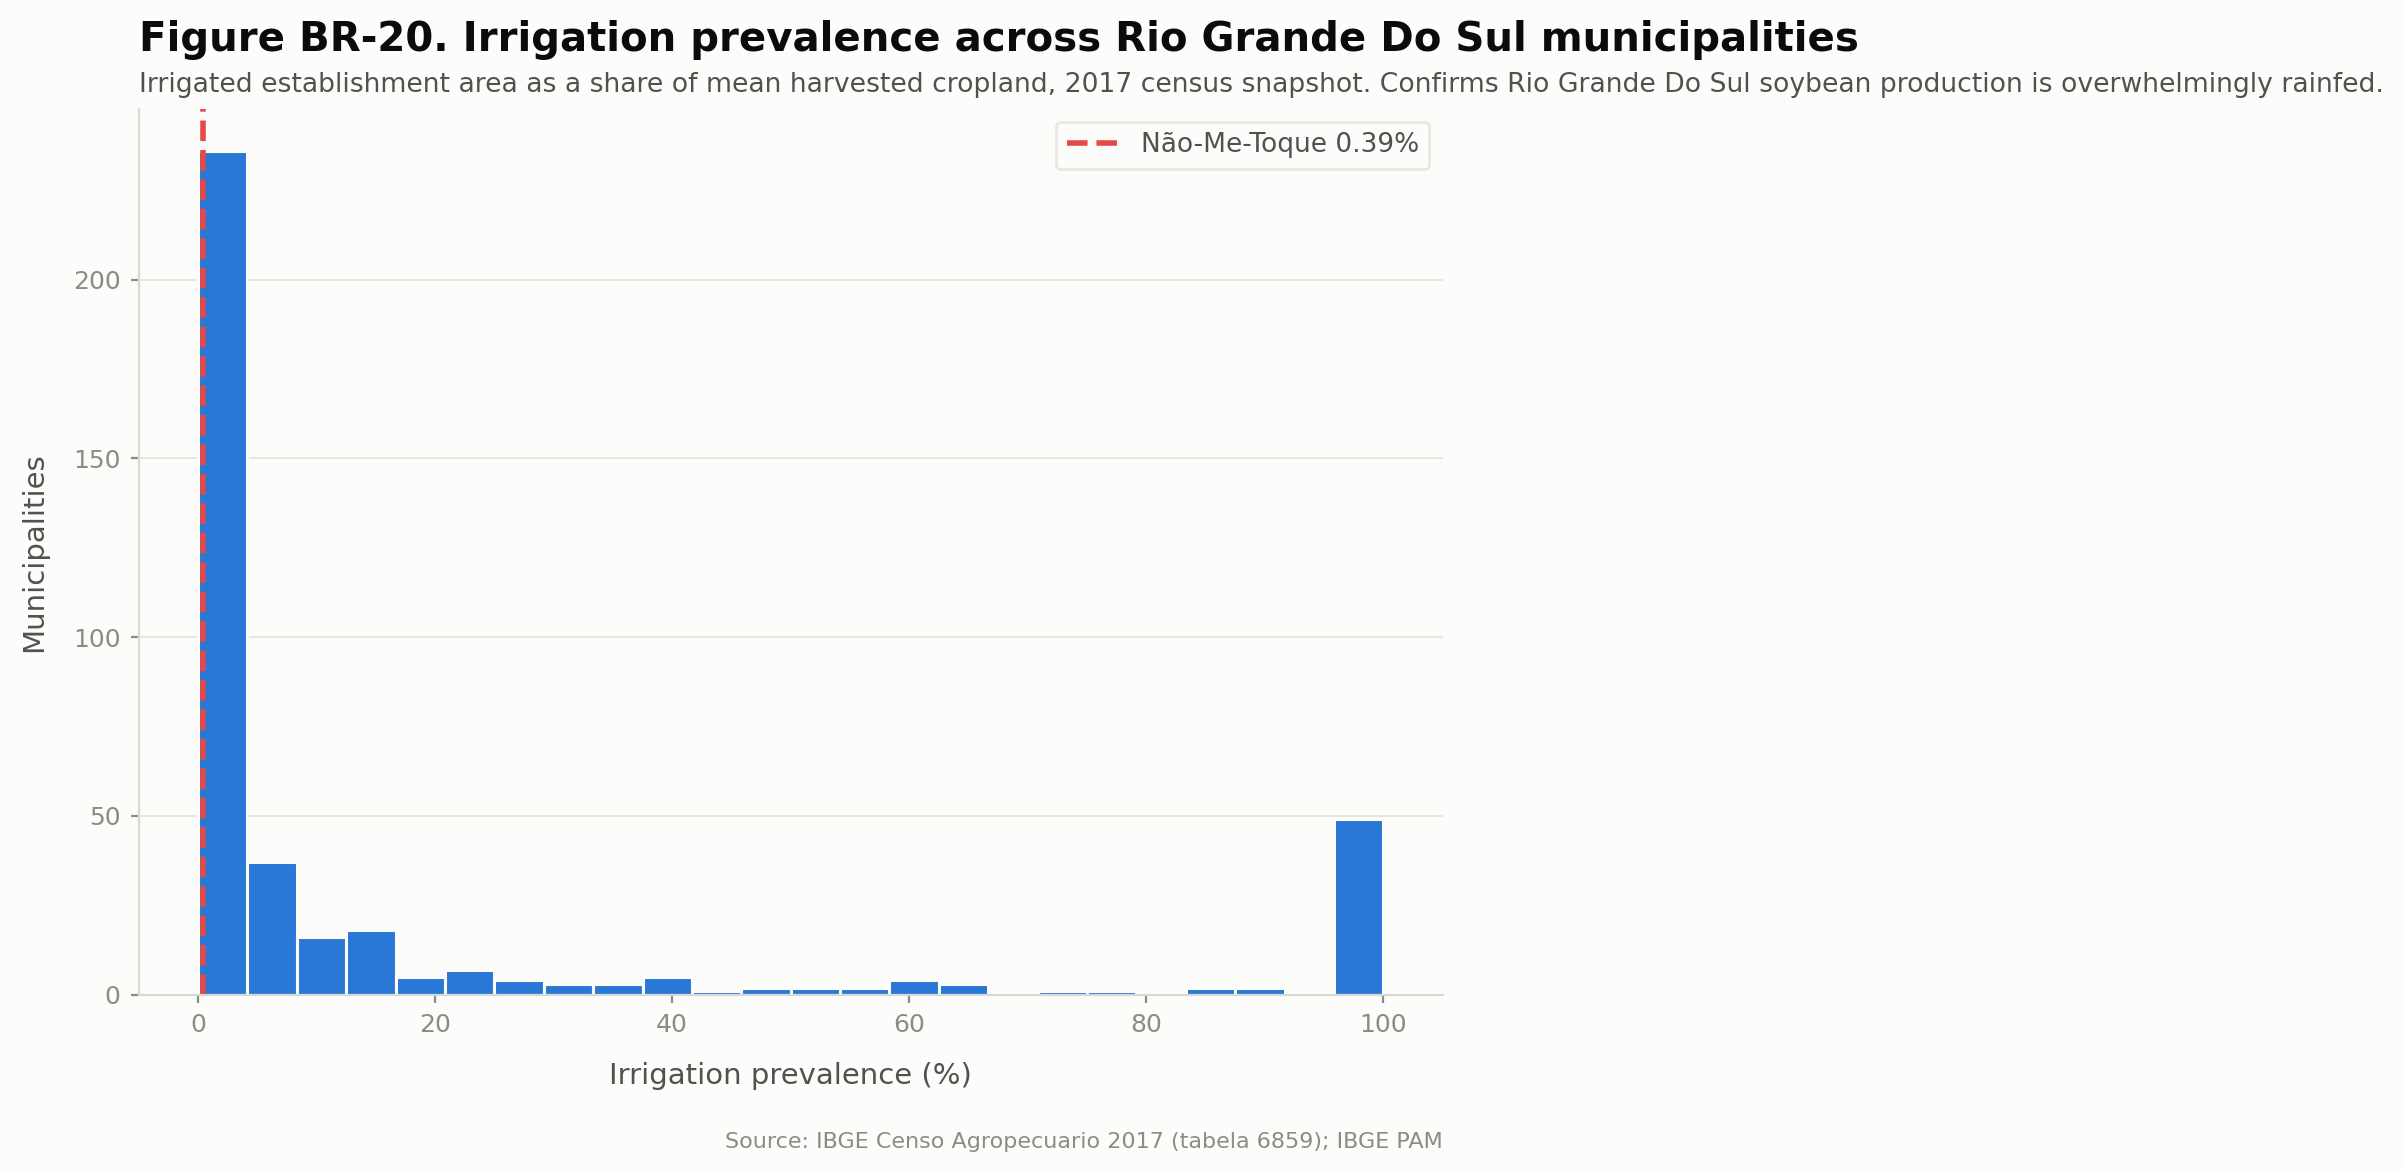 Figure BR-20. Irrigation prevalence across Rio Grande Do Sul municipalities
Irrigated establishment area as a share of mean harvested cropland, 2017 census snapshot. Confirms Rio Grande Do Sul soybean production is overwhelmingly rainfed.
Não-Me-Toque 0.39%
Municipalities
200
150
100
50
0
0 20 40 60 80 100
Irrigation prevalence (%)
Source: IBGE Censo Agropecuario 2017 (tabela 6859); IBGE PAM